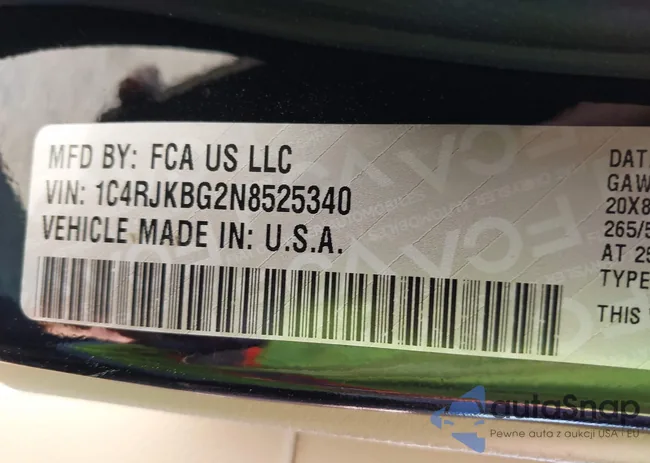 MFD BY: FCA US LLC
VIN: 1C4RJKBG2N8525340
VEHICLE MADE IN: U.S.A.
DAT
GAW
20X8
265/5
AT 25
TYPE
THIS
autoSnap
Pewne auta z aukcji USA i EU